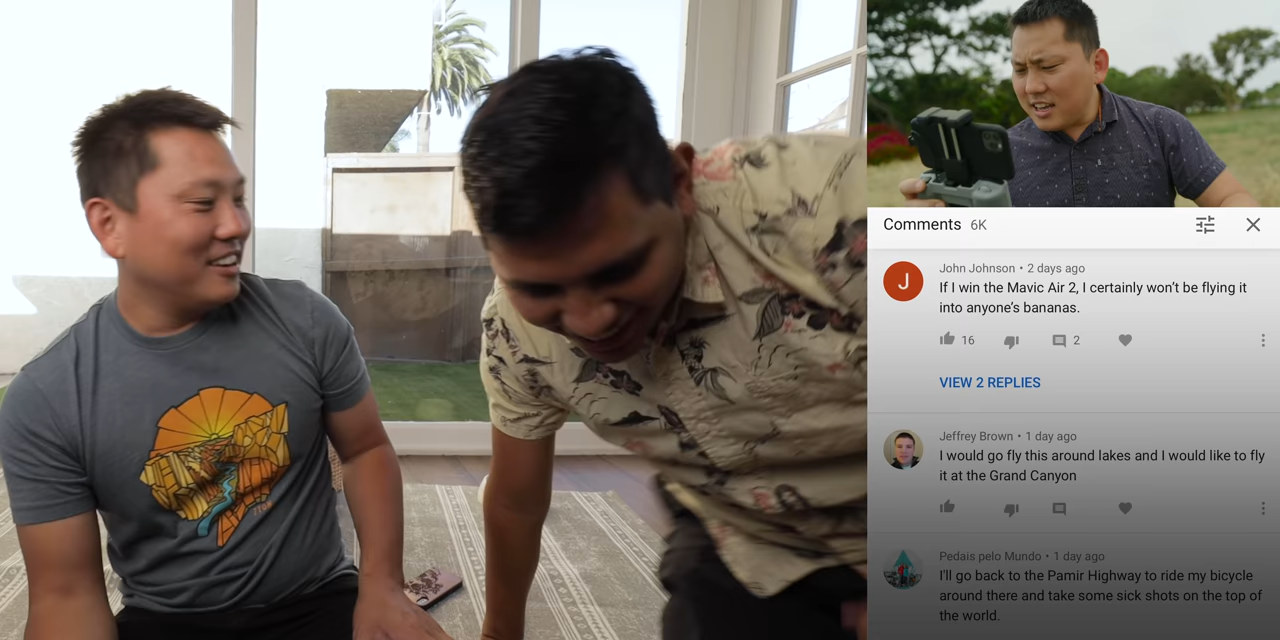 Comments 6K
J
John Johnson • 2 days ago
If I win the Mavic Air 2, I certainly won't be flying it
into anyone's bananas.
16
2
VIEW 2 REPLIES
Jeffrey Brown • 1 day ago
I would go fly this around lakes and I would like to fly
it at the Grand Canyon
Pedais pelo Mundo • 1 day ago
I'll go back to the Pamir Highway to ride my bicycle
around there and take some sick shots on the top of
the world.